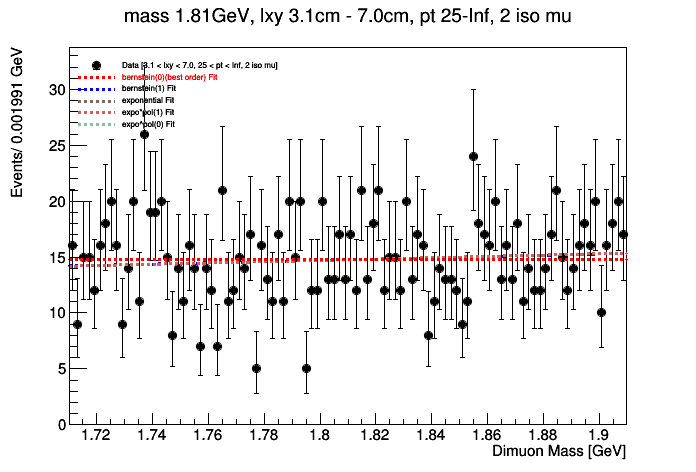 mass 1.81GeV, lxy 3.1cm - 7.0cm, pt 25-Inf, 2 iso mu
Events/ 0.001991 GeV
Data [3.1 < lxy < 7.0, 25 < pt < Inf, 2 iso mu]
bernstein(0)(best order) Fit
bernstein(1) Fit
exponential Fit
expo*pol(1) Fit
expo*pol(0) Fit
30
25
20
15
10
5
0
1.72 1.74 1.76 1.78 1.8 1.82 1.84 1.86 1.88 1.9
Dimuon Mass [GeV]